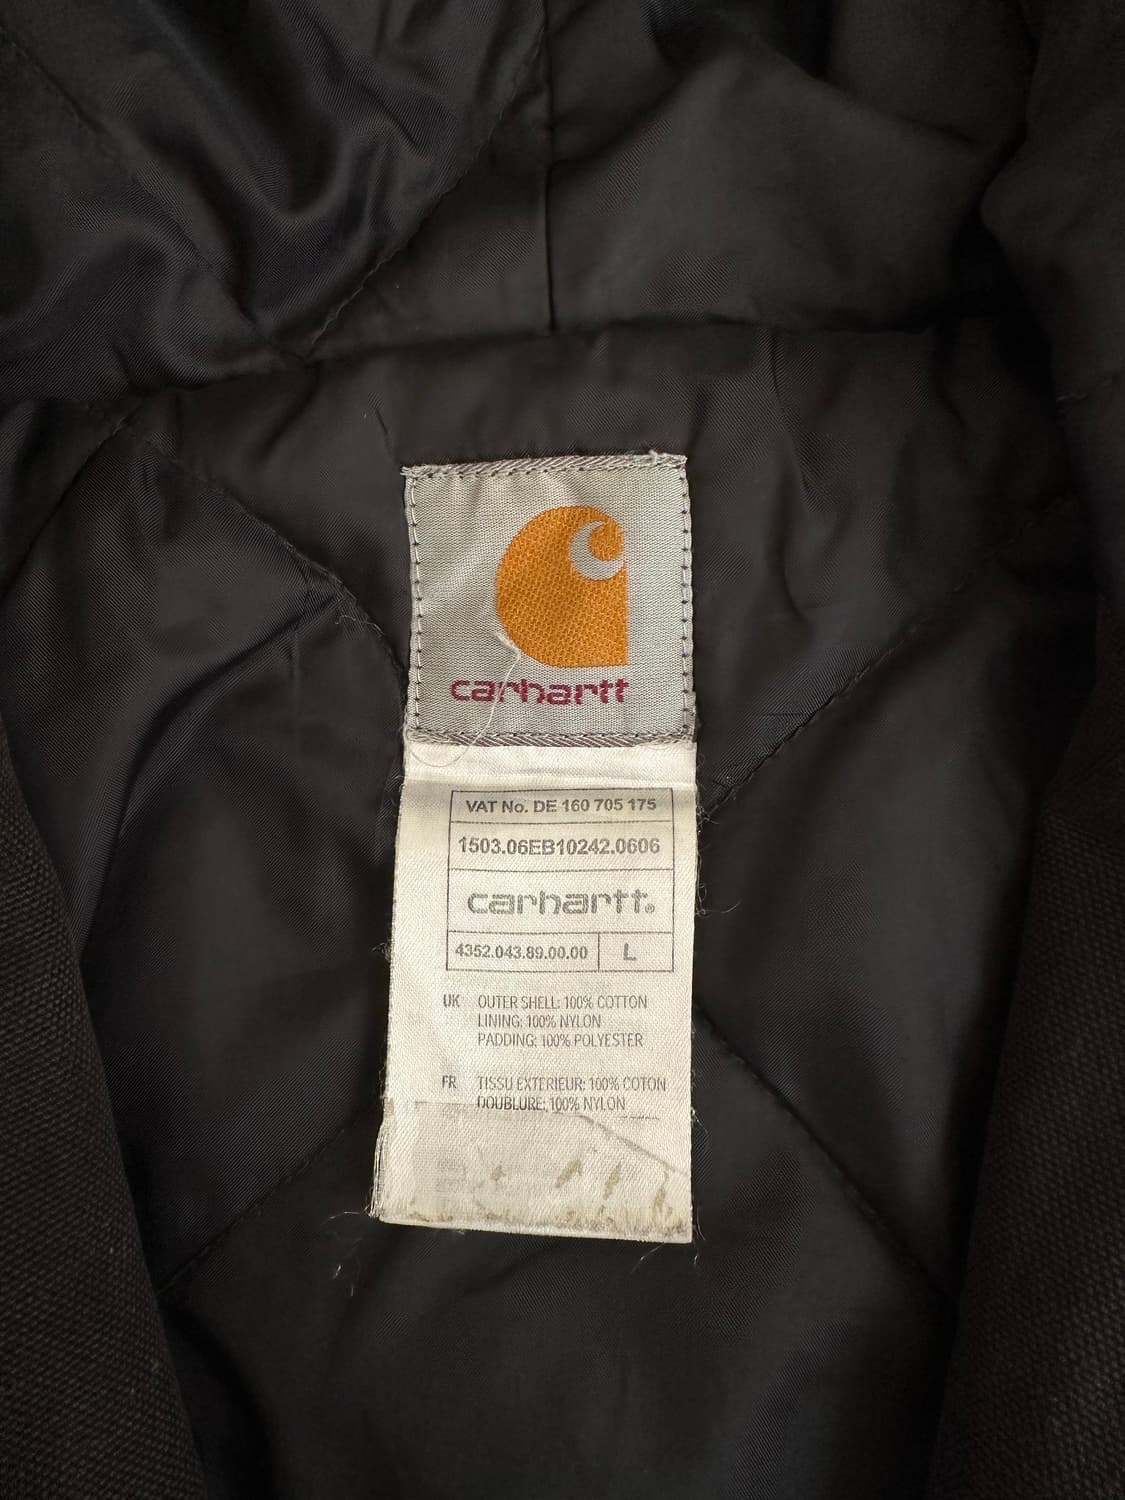 carhartt
VAT No. DE 160 705 175
1503.06EB10242.0606
carhartt®
4352.043.89.00.00 L
UK OUTER SHELL: 100% COTTON
LINING: 100% NYLON
PADDING: 100% POLYESTER
FR TISSU EXTERIEUR: 100% COTON
DOUBLURE: 100% NYLON